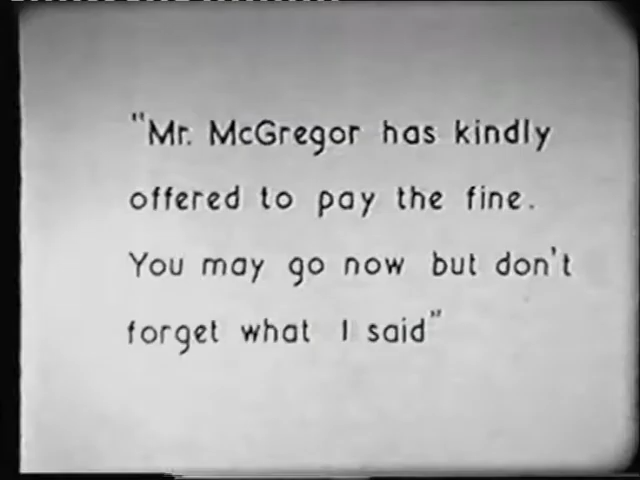 "Mr. McGregor has kindly
offered to pay the fine.
You may go now but don't
forget what I said"